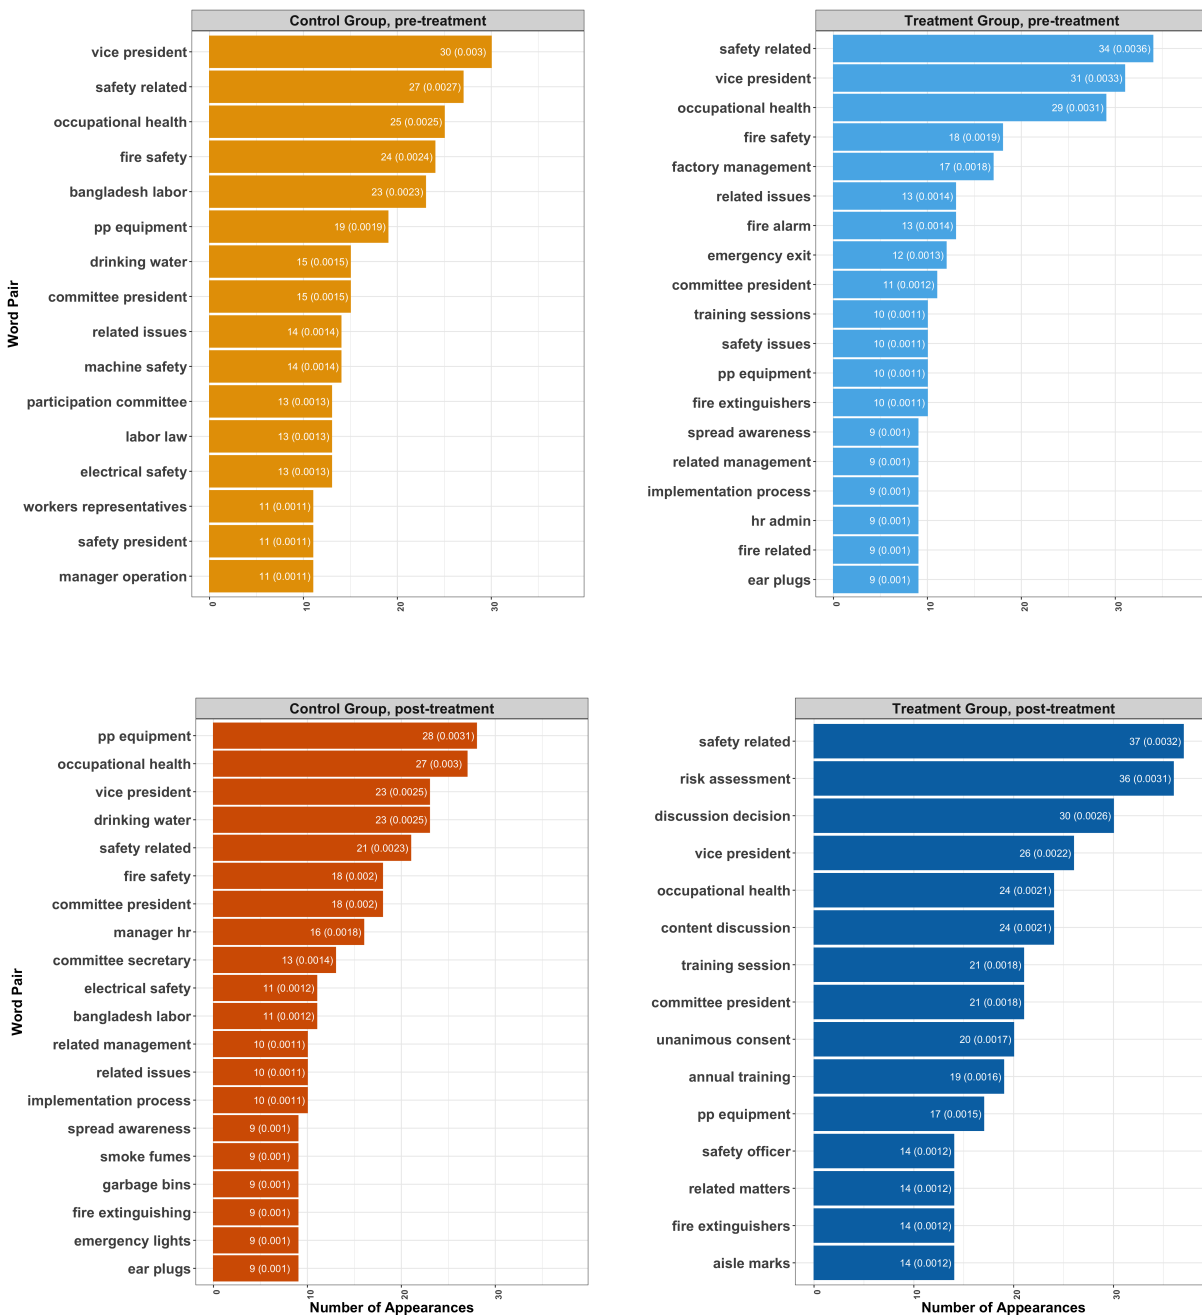 Control Group, pre-treatment
Word Pair
vice president 30 (0.003)
safety related 27 (0.0027)
occupational health 25 (0.0025)
fire safety 24 (0.0024)
bangladesh labor 23 (0.0023)
pp equipment 19 (0.0019)
drinking water 15 (0.0015)
committee president 15 (0.0015)
related issues 14 (0.0014)
machine safety 14 (0.0014)
participation committee 13 (0.0013)
labor law 13 (0.0013)
electrical safety 13 (0.0013)
workers representatives 11 (0.0011)
safety president 11 (0.0011)
manager operation 11 (0.0011)
0 10 20 30
Treatment Group, pre-treatment
safety related 34 (0.0036)
vice president 31 (0.0033)
occupational health 29 (0.0031)
fire safety 18 (0.0019)
factory management 17 (0.0018)
related issues 13 (0.0014)
fire alarm 13 (0.0014)
emergency exit 12 (0.0013)
committee president 11 (0.0012)
training sessions 10 (0.0011)
safety issues 10 (0.0011)
pp equipment 10 (0.0011)
fire extinguishers 10 (0.0011)
spread awareness 9 (0.001)
related management 9 (0.001)
implementation process 9 (0.001)
hr admin 9 (0.001)
fire related 9 (0.001)
ear plugs 9 (0.001)
0 10 20 30
Control Group, post-treatment
Word Pair
pp equipment 28 (0.0031)
occupational health 27 (0.003)
vice president 23 (0.0025)
drinking water 23 (0.0025)
safety related 21 (0.0023)
fire safety 18 (0.002)
committee president 18 (0.002)
manager hr 16 (0.0018)
committee secretary 13 (0.0014)
electrical safety 11 (0.0012)
bangladesh labor 11 (0.0012)
related management 10 (0.0011)
related issues 10 (0.0011)
implementation process 10 (0.0011)
spread awareness 9 (0.001)
smoke fumes 9 (0.001)
garbage bins 9 (0.001)
fire extinguishing 9 (0.001)
emergency lights 9 (0.001)
ear plugs 9 (0.001)
0 10 20 30
Number of Appearances
Treatment Group, post-treatment
safety related 37 (0.0032)
risk assessment 36 (0.0031)
discussion decision 30 (0.0026)
vice president 26 (0.0022)
occupational health 24 (0.0021)
content discussion 24 (0.0021)
training session 21 (0.0018)
committee president 21 (0.0018)
unanimous consent 20 (0.0017)
annual training 19 (0.0016)
pp equipment 17 (0.0015)
safety officer 14 (0.0012)
related matters 14 (0.0012)
fire extinguishers 14 (0.0012)
aisle marks 14 (0.0012)
0 10 20 30
Number of Appearances